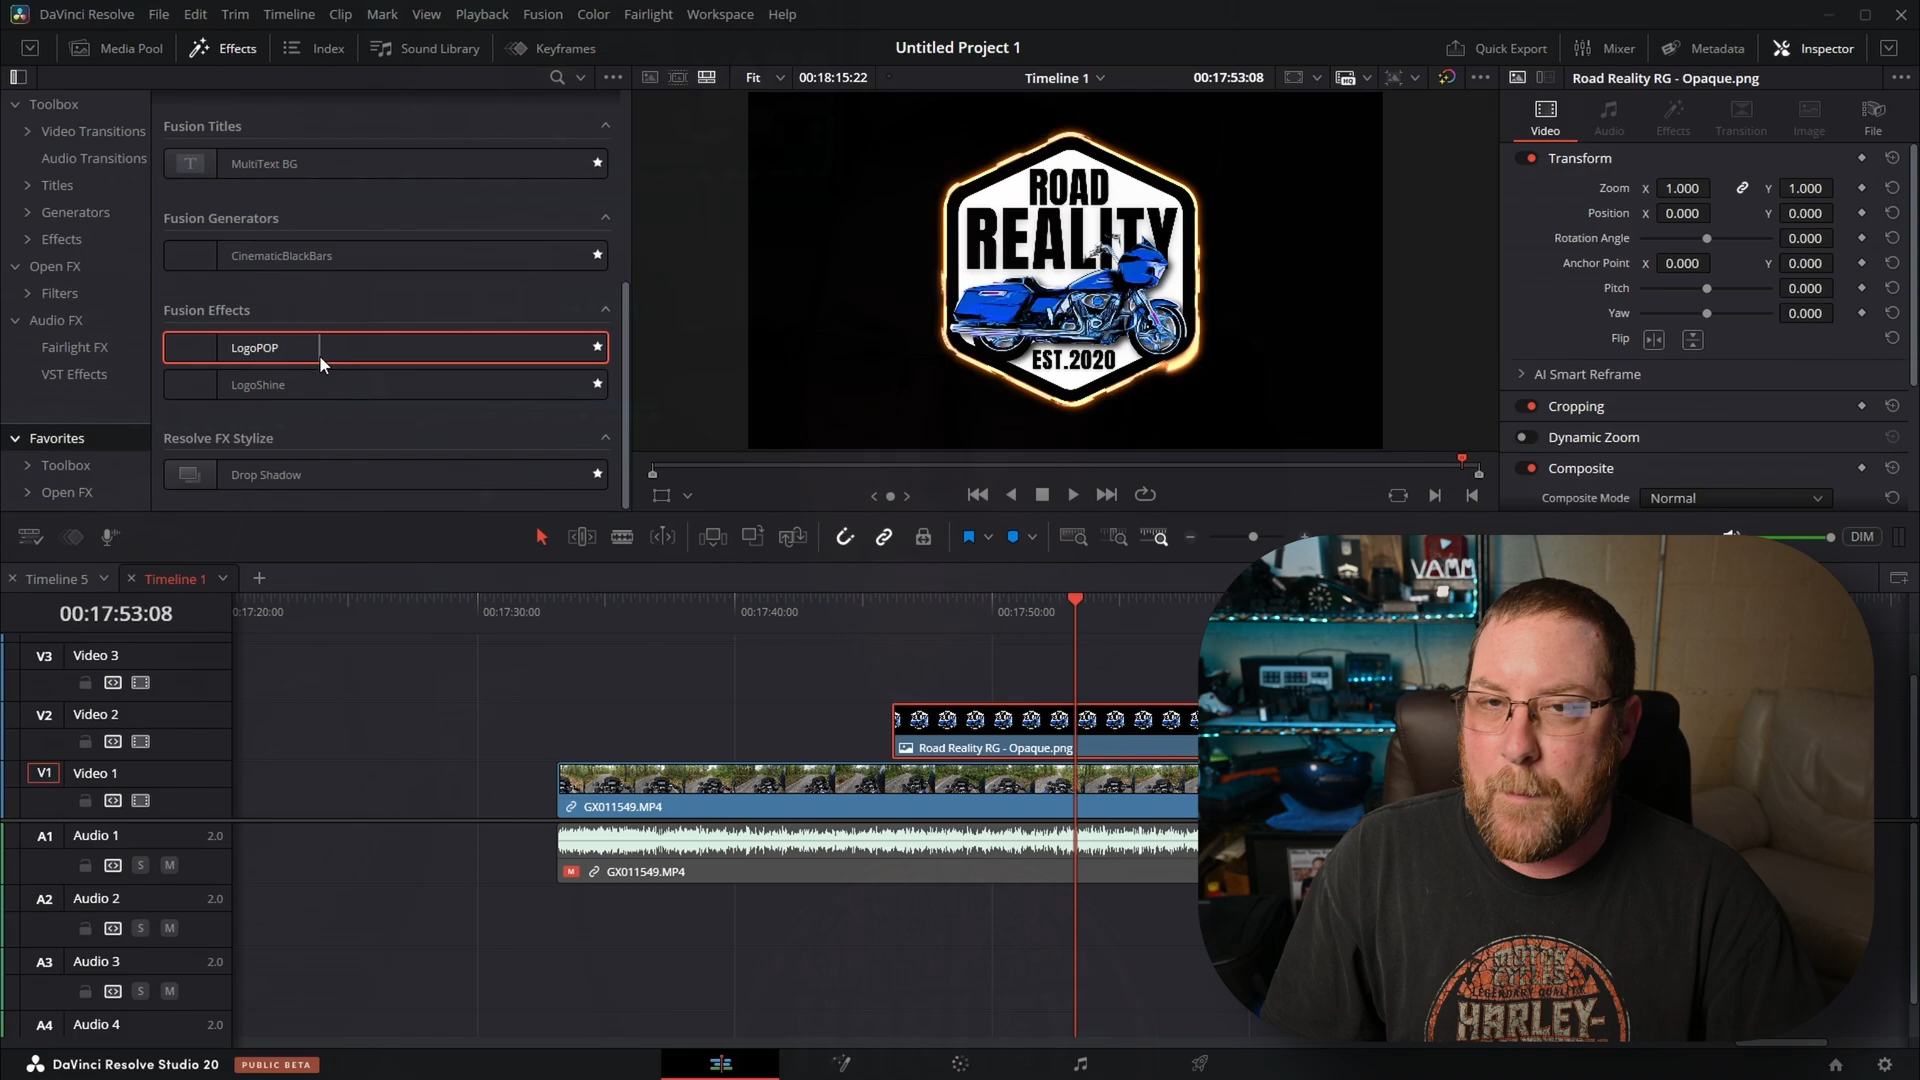 DaVinci Resolve File Edit Trim Timeline Clip Mark View Playback Fusion Color Fairlight Workspace Help
Media Pool Effects Index Sound Library Keyframes Untitled Project 1 Quick Export Mixer Metadata Inspector
Fit 00:18:15:22 Timeline 1 00:17:53:08 Road Reality RG - Opaque.png
Toolbox
Video Transitions
Audio Transitions
Titles
Generators
Effects
Open FX
Filters
Audio FX
Fairlight FX
VST Effects
Favorites
Toolbox
Open FX
Fusion Titles
T MultiText BG
Fusion Generators
CinematicBlackBars
Fusion Effects
LogoPOP
LogoShine
Resolve FX Stylize
Drop Shadow
ROAD
REALITY
EST.2020
Video Audio Effects Transition Image File
Transform
Zoom X 1.000 Y 1.000
Position X 0.000 Y 0.000
Rotation Angle 0.000
Anchor Point X 0.000 Y 0.000
Pitch 0.000
Yaw 0.000
Flip
AI Smart Reframe
Cropping
Dynamic Zoom
Composite
Composite Mode Normal
DIM
Timeline 5 Timeline 1
00:17:53:08 0:17:20:00 00:17:30:00 00:17:40:00 00:17:50:00
V3 Video 3
V2 Video 2
Road Reality RG - Opaque.png
V1 Video 1
GX011549.MP4
A1 Audio 1 2.0
S M
M GX011549.MP4
A2 Audio 2 2.0
S M
A3 Audio 3 2.0
S M
A4 Audio 4 2.0
VAMM
MOTOR
LEGENDARY QUALITY
HARLEY-
DaVinci Resolve Studio 20 PUBLIC BETA